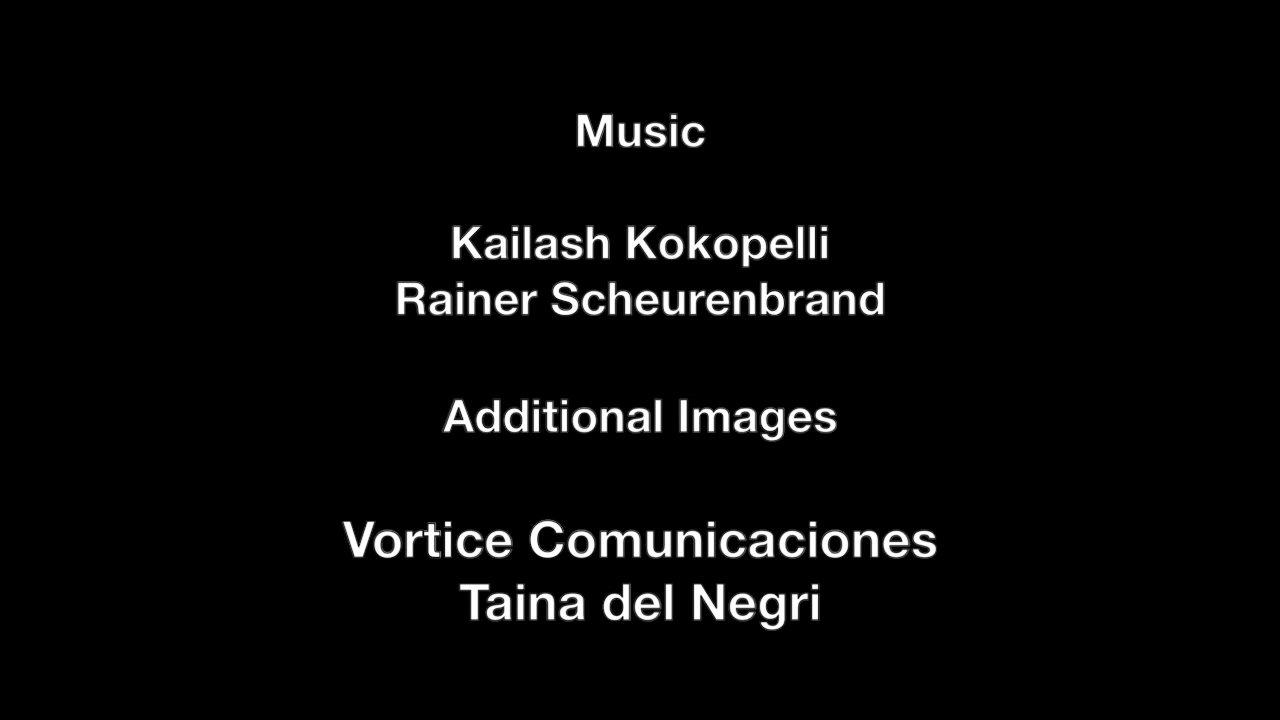 Music
Kailash Kokopelli
Rainer Scheurenbrand
Additional Images
Vortice Comunicaciones
Taina del Negri